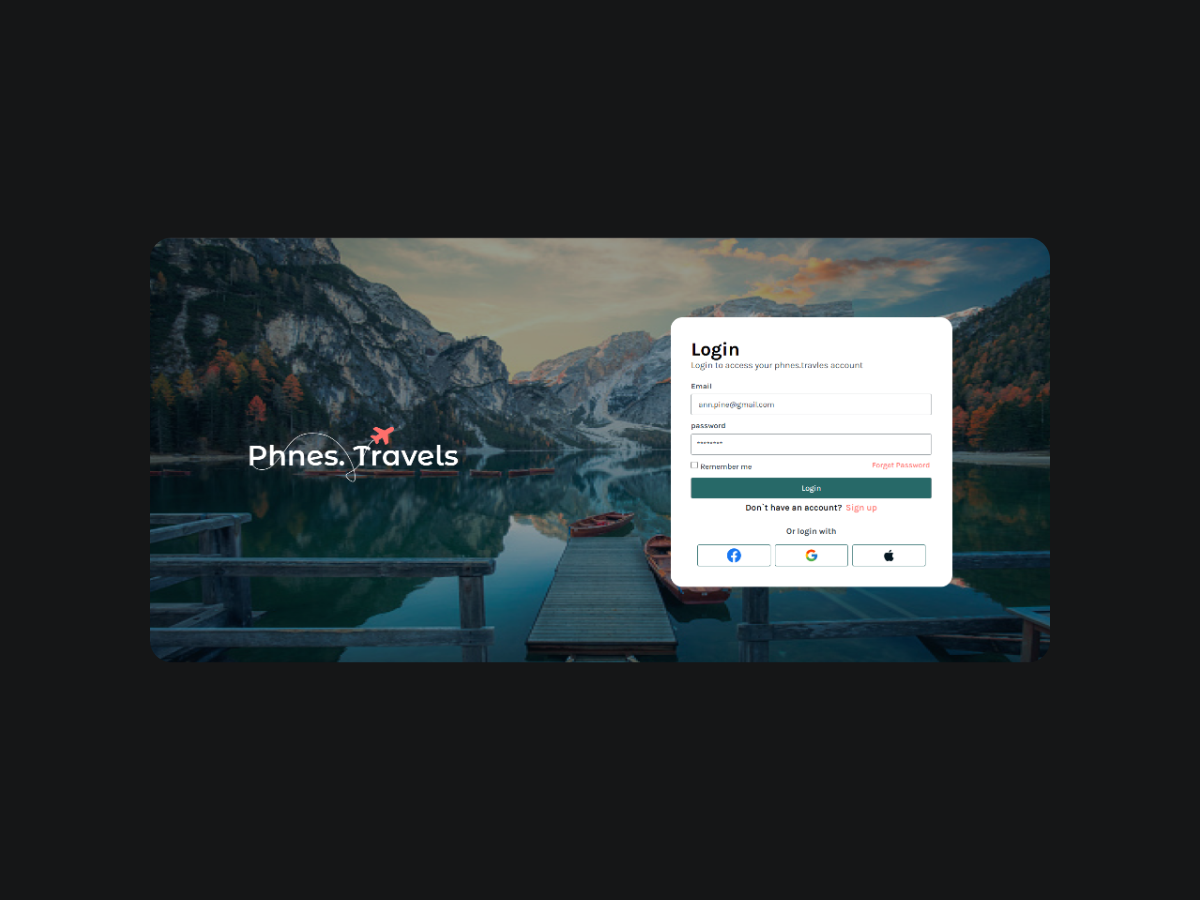 Phnes. Travels
Login
Login to access your phnes.travles account
Email
ann.pine@gmail.com
password
--------
Remember me
Forget Password
Login
Don`t have an account? Sign up
Or login with